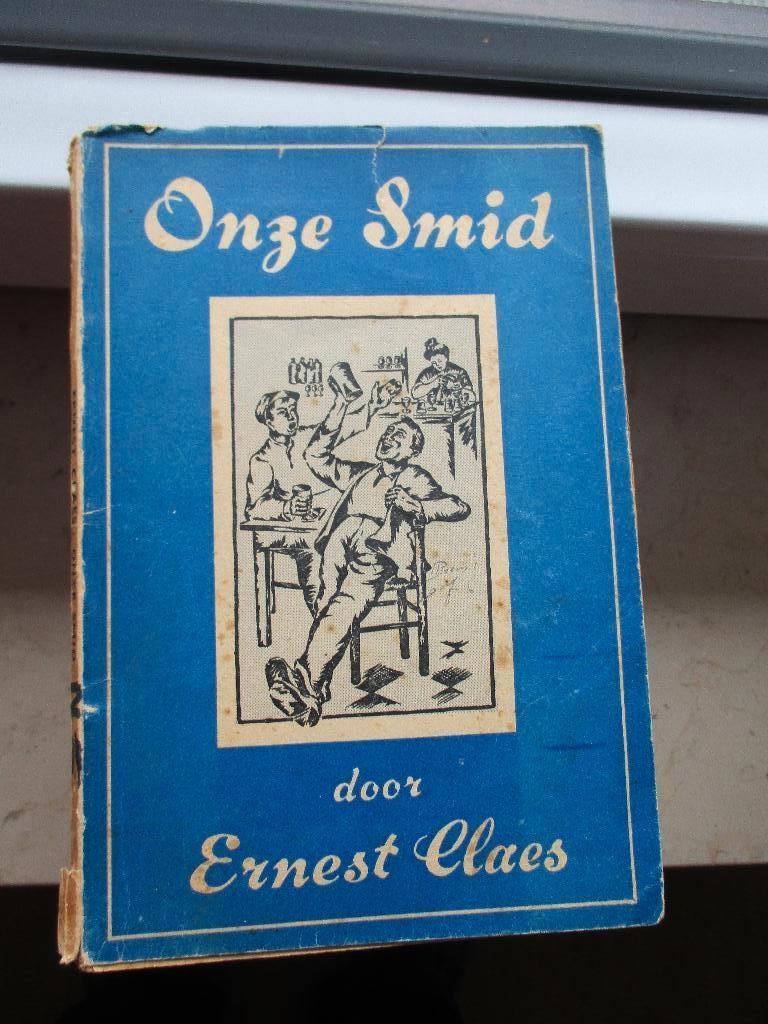 Onze Smid
door
Ernest Claes